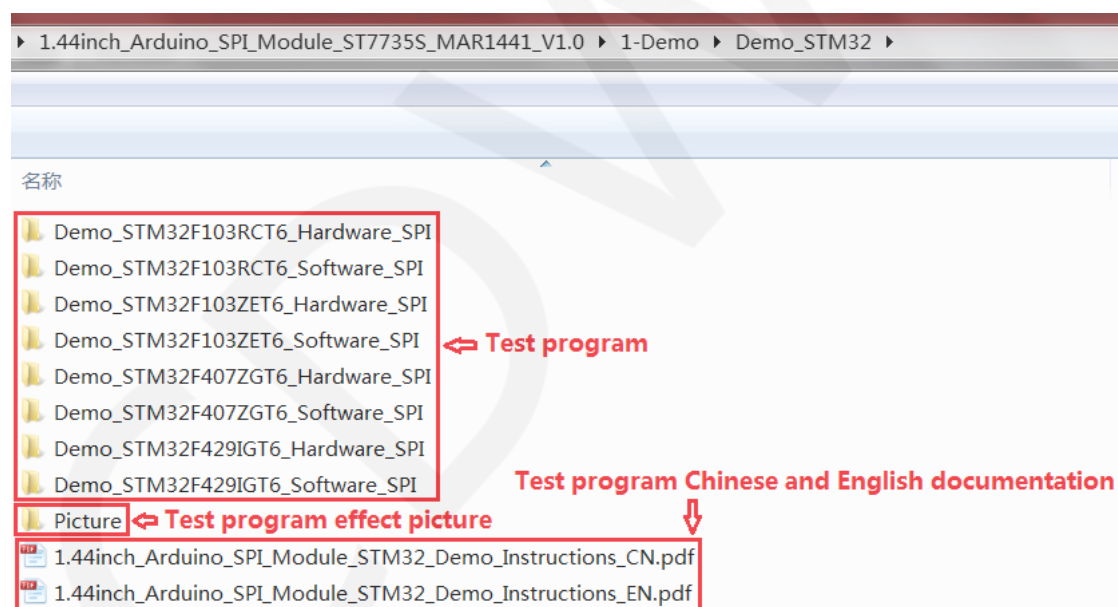 1.44inch_Arduino_SPI_Module_ST7735S_MAR1441_V1.0 ▸ 1-Demo ▸ Demo_STM32 ▸
名称
Demo_STM32F103RCT6_Hardware_SPI
Demo_STM32F103RCT6_Software_SPI
Demo_STM32F103ZET6_Hardware_SPI
Demo_STM32F103ZET6_Software_SPI
Test program
Demo_STM32F407ZGT6_Hardware_SPI
Demo_STM32F407ZGT6_Software_SPI
Demo_STM32F429IGT6_Hardware_SPI
Demo_STM32F429IGT6_Software_SPI
Test program Chinese and English documentation
Picture
Test program effect picture
1.44inch_Arduino_SPI_Module_STM32_Demo_Instructions_CN.pdf
1.44inch_Arduino_SPI_Module_STM32_Demo_Instructions_EN.pdf